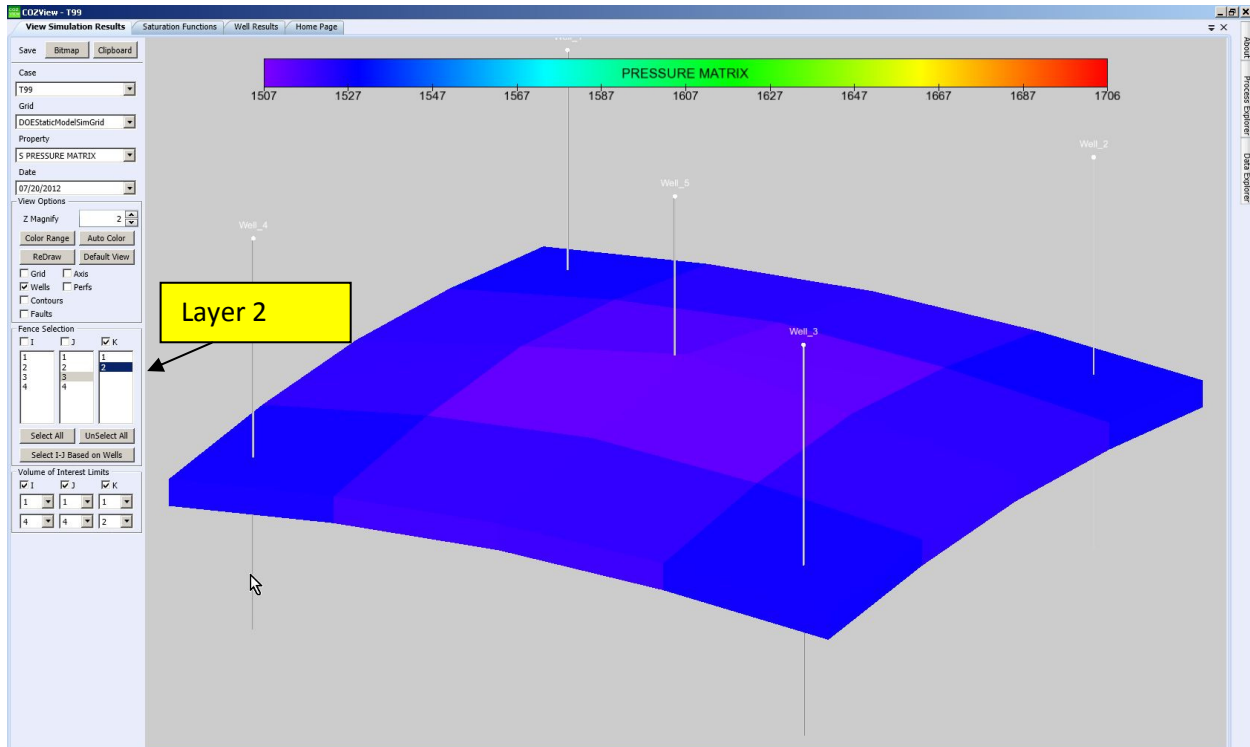 CO2View - T99
View Simulation Results Saturation Functions Well Results Home Page
Save Bitmap Clipboard
Case
T99
Grid
DOEStaticModelSimGrid
Property
S PRESSURE MATRIX
Date
07/20/2012
View Options
Z Magnify 2
Color Range Auto Color
ReDraw Default View
Grid Axis
Wells Perfs
Contours
Faults
Fence Selection
I J K
1 1 1
2 2 2
3 3
4 4
Select All UnSelect All
Select I-J Based on Wells
Volume of Interest Limits
I J K
1 1 1
4 4 2
PRESSURE MATRIX
1507 1527 1547 1567 1587 1607 1627 1647 1667 1687 1706
Well_2
Well_5
Well_4
Well_3
Layer 2
About
Process Explorer
Data Explorer